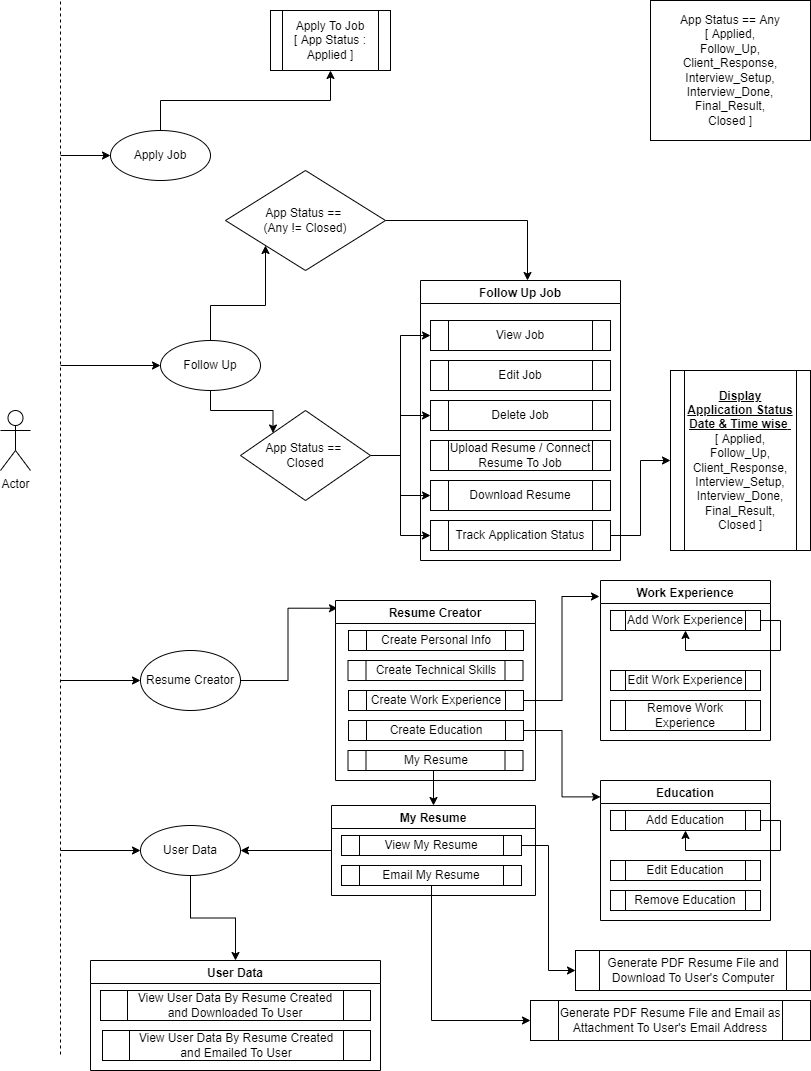 Apply To Job
[ App Status :
Applied ]
App Status == Any
[ Applied,
Follow_Up,
Client_Response,
Interview_Setup,
Interview_Done,
Final_Result,
Closed ]
Apply Job
App Status ==
(Any != Closed)
Follow Up Job
View Job
Edit Job
Delete Job
Upload Resume / Connect
Resume To Job
Download Resume
Track Application Status
Follow Up
App Status ==
Closed
Display
Application Status
Date & Time wise
[ Applied,
Follow_Up,
Client_Response,
Interview_Setup,
Interview_Done,
Final_Result,
Closed ]
Actor
Resume Creator
Resume Creator
Create Personal Info
Create Technical Skills
Create Work Experience
Create Education
My Resume
Work Experience
Add Work Experience
Edit Work Experience
Remove Work
Experience
Education
Add Education
Edit Education
Remove Education
User Data
My Resume
View My Resume
Email My Resume
User Data
View User Data By Resume Created
and Downloaded To User
View User Data By Resume Created
and Emailed To User
Generate PDF Resume File and
Download To User's Computer
Generate PDF Resume File and Email as
Attachment To User's Email Address